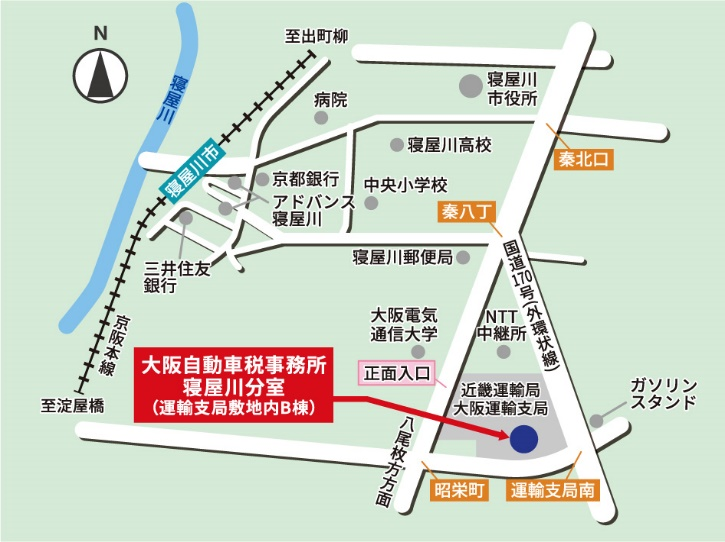 N
至出町柳
寝屋川
寝屋川
市役所
病院
寝屋川高校
秦北口
寝屋川市
京都銀行
アドバンス
寝屋川
中央小学校
秦八丁
三井住友
銀行
寝屋川郵便局
国道170号(外環状線)
京阪本線
大阪電気
通信大学
NTT
中継所
大阪自動車税事務所
寝屋川分室
(運輸支局敷地内B棟)
正面入口
近畿運輸局
大阪運輸支局
ガソリン
スタンド
至淀屋橋
八尾枚方方面
昭栄町
運輸支局南